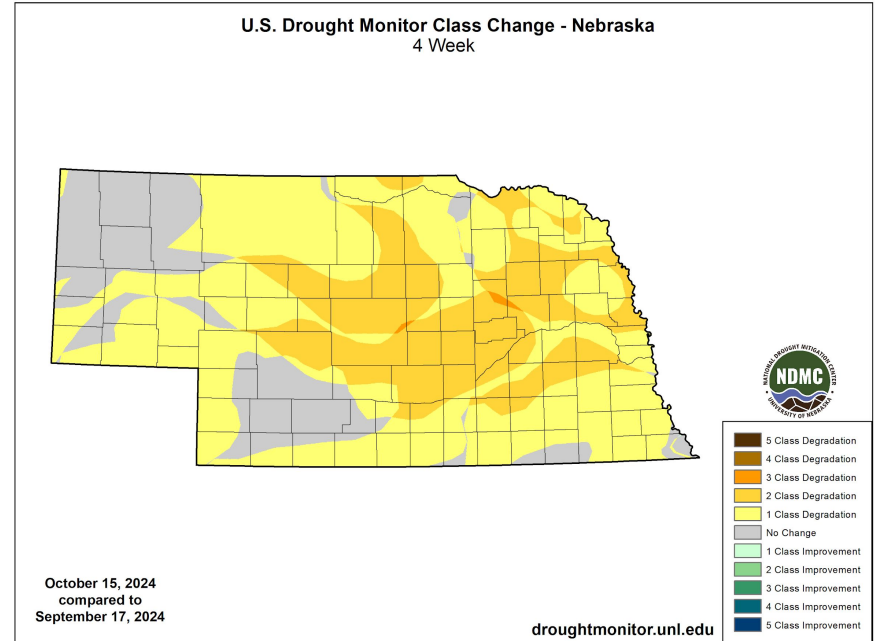 U.S. Drought Monitor Class Change - Nebraska
4 Week
NATIONAL DROUGHT MITIGATION CENTER
NDMC
UNIVERSITY OF NEBRASKA
5 Class Degradation
4 Class Degradation
3 Class Degradation
2 Class Degradation
1 Class Degradation
No Change
1 Class Improvement
2 Class Improvement
3 Class Improvement
4 Class Improvement
5 Class Improvement
October 15, 2024
compared to
September 17, 2024
droughtmonitor.unl.edu